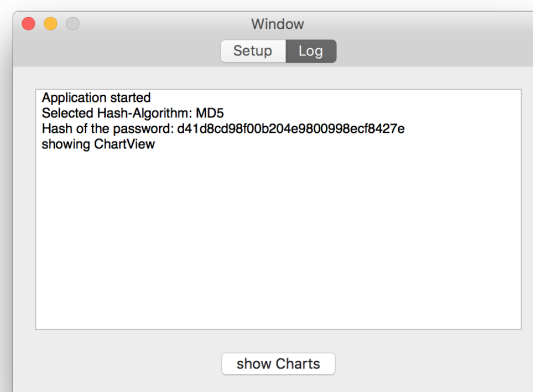 Window
Setup Log
Application started
Selected Hash-Algorithm: MD5
Hash of the password: d41d8cd98f00b204e9800998ecf8427e
showing ChartView
show Charts